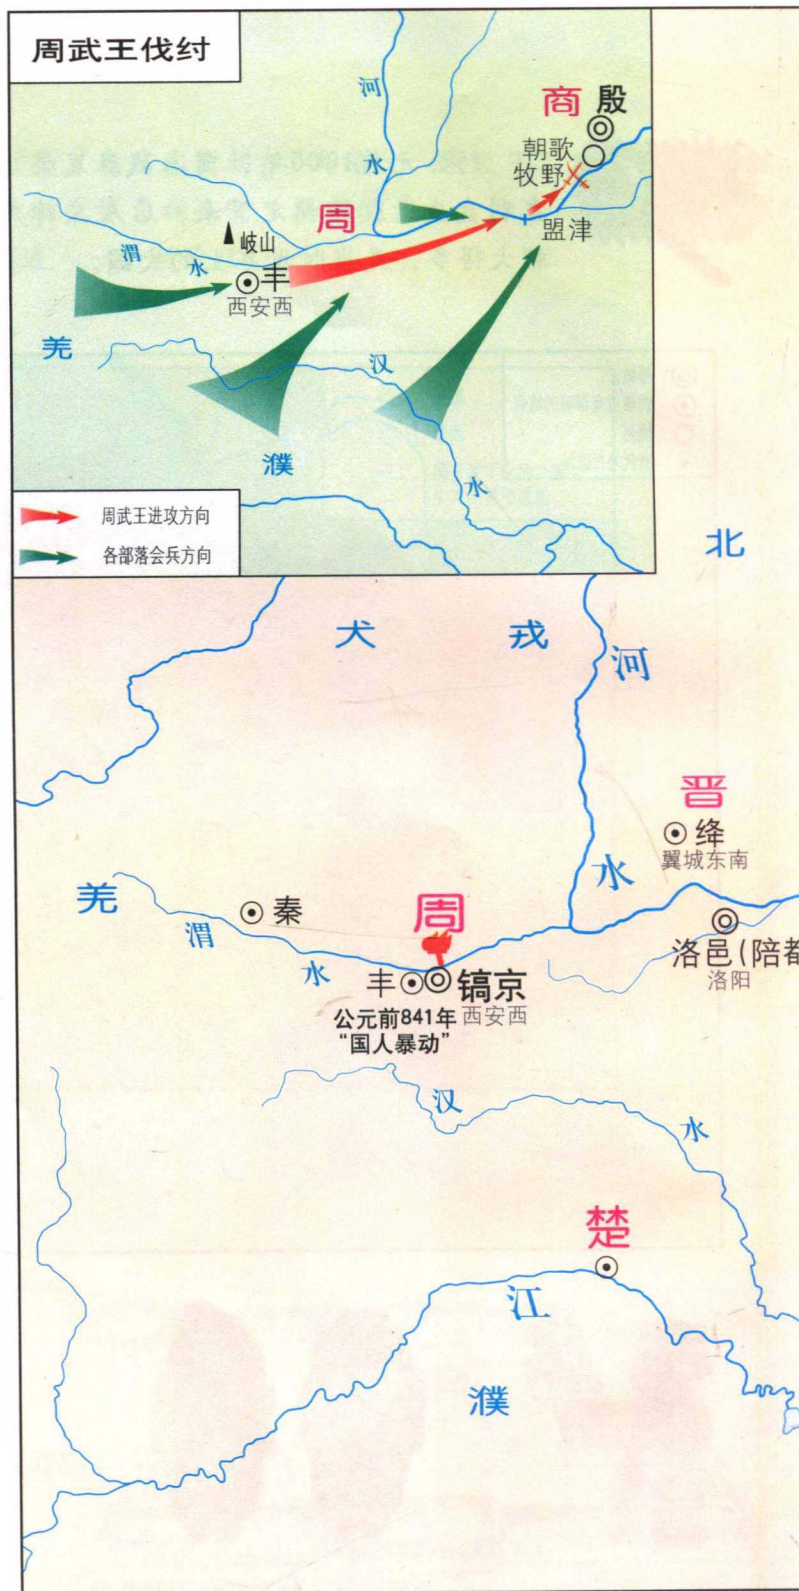 周武王伐纣
河
水
商 殷
朝歌
牧野
盟津
周
岐山
渭水
丰
西安西
羌
汉
水
濮
周武王进攻方向
各部落会兵方向
北
犬 戎
河
水
晋
绛
翼城东南
羌
秦
渭
水
周
丰 镐京
西安西
公元前841年
“国人暴动”
洛邑(陪都
洛阳
汉
水
楚
江
濮